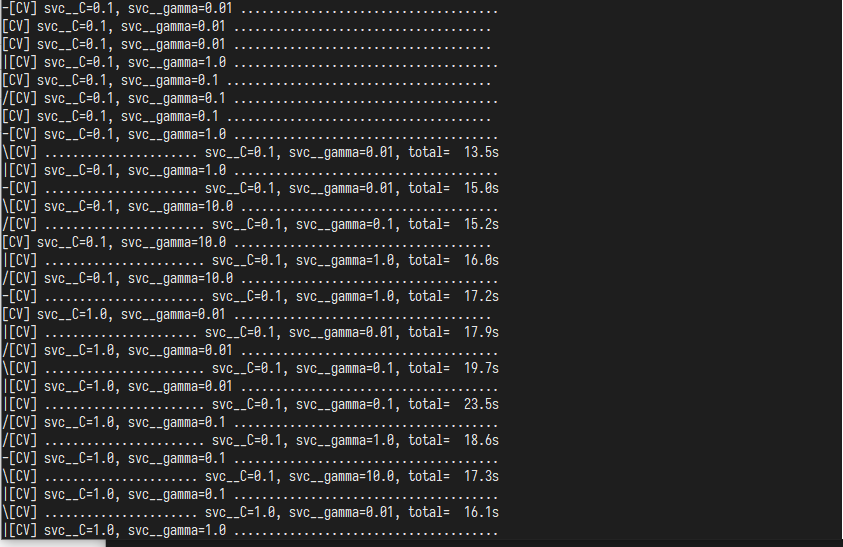 -[CV] svc__C=0.1, svc__gamma=0.01 .....................................
[CV] svc__C=0.1, svc__gamma=0.01 .....................................
[CV] svc__C=0.1, svc__gamma=0.01 .....................................
|[CV] svc__C=0.1, svc__gamma=1.0 ......................................
[CV] svc__C=0.1, svc__gamma=0.1 ......................................
/[CV] svc__C=0.1, svc__gamma=0.1 ......................................
[CV] svc__C=0.1, svc__gamma=0.1 ......................................
-[CV] svc__C=0.1, svc__gamma=1.0 ......................................
\[CV] ...................... svc__C=0.1, svc__gamma=0.01, total=  13.5s
|[CV] svc__C=0.1, svc__gamma=1.0 ......................................
-[CV] ...................... svc__C=0.1, svc__gamma=0.01, total=  15.0s
\[CV] svc__C=0.1, svc__gamma=10.0 .....................................
/[CV] ....................... svc__C=0.1, svc__gamma=0.1, total=  15.2s
[CV] svc__C=0.1, svc__gamma=10.0 .....................................
|[CV] ....................... svc__C=0.1, svc__gamma=1.0, total=  16.0s
/[CV] svc__C=0.1, svc__gamma=10.0 .....................................
-[CV] ....................... svc__C=0.1, svc__gamma=1.0, total=  17.2s
[CV] svc__C=1.0, svc__gamma=0.01 .....................................
|[CV] ...................... svc__C=0.1, svc__gamma=0.01, total=  17.9s
/[CV] svc__C=1.0, svc__gamma=0.01 .....................................
\[CV] ....................... svc__C=0.1, svc__gamma=0.1, total=  19.7s
|[CV] svc__C=1.0, svc__gamma=0.01 .....................................
|[CV] ....................... svc__C=0.1, svc__gamma=0.1, total=  23.5s
/[CV] svc__C=1.0, svc__gamma=0.1 ......................................
/[CV] ....................... svc__C=0.1, svc__gamma=1.0, total=  18.6s
-[CV] svc__C=1.0, svc__gamma=0.1 ......................................
\[CV] ...................... svc__C=0.1, svc__gamma=10.0, total=  17.3s
|[CV] svc__C=1.0, svc__gamma=0.1 ......................................
\[CV] ...................... svc__C=1.0, svc__gamma=0.01, total=  16.1s
|[CV] svc__C=1.0, svc__gamma=1.0 ......................................